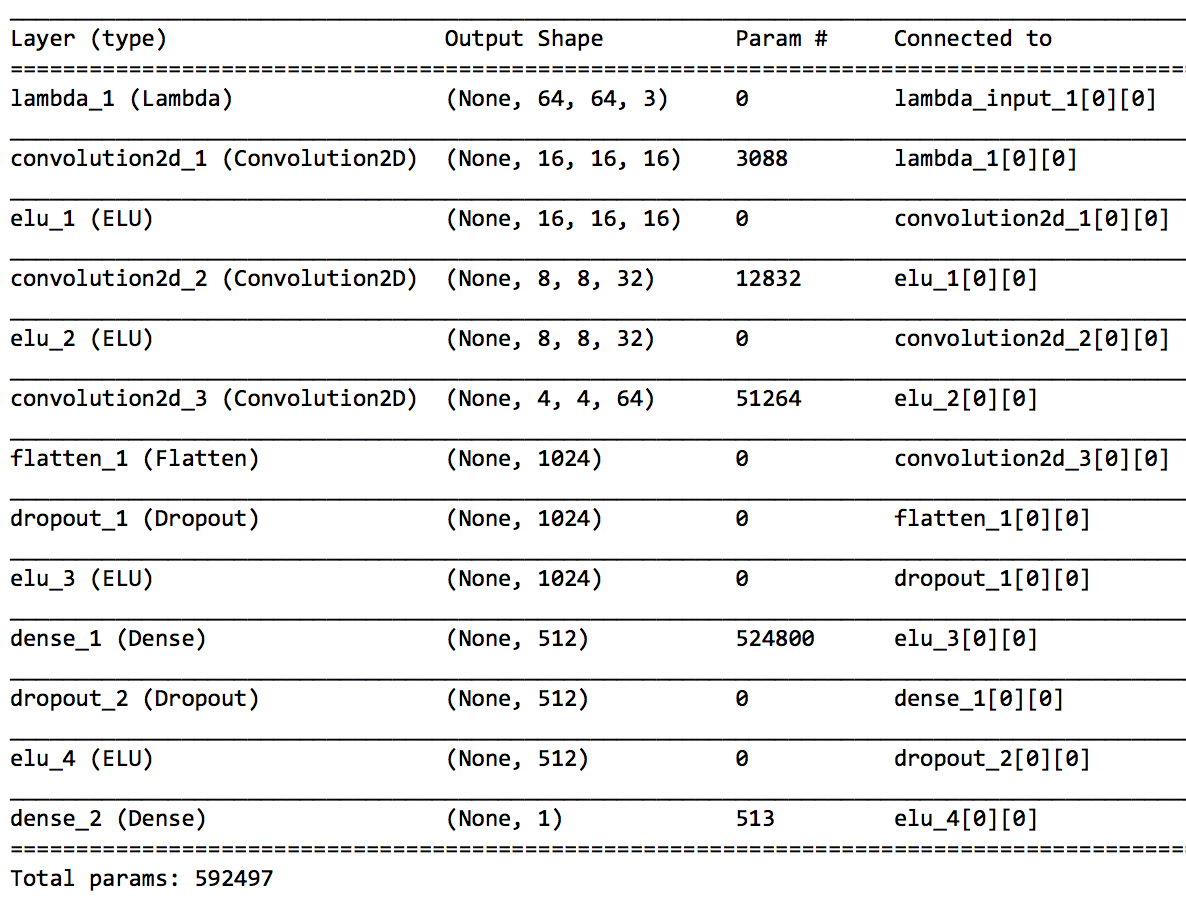 Layer (type) Output Shape Param # Connected to
lambda_1 (Lambda) (None, 64, 64, 3) 0 lambda_input_1[0][0]
convolution2d_1 (Convolution2D) (None, 16, 16, 16) 3088 lambda_1[0][0]
elu_1 (ELU) (None, 16, 16, 16) 0 convolution2d_1[0][0]
convolution2d_2 (Convolution2D) (None, 8, 8, 32) 12832 elu_1[0][0]
elu_2 (ELU) (None, 8, 8, 32) 0 convolution2d_2[0][0]
convolution2d_3 (Convolution2D) (None, 4, 4, 64) 51264 elu_2[0][0]
flatten_1 (Flatten) (None, 1024) 0 convolution2d_3[0][0]
dropout_1 (Dropout) (None, 1024) 0 flatten_1[0][0]
elu_3 (ELU) (None, 1024) 0 dropout_1[0][0]
dense_1 (Dense) (None, 512) 524800 elu_3[0][0]
dropout_2 (Dropout) (None, 512) 0 dense_1[0][0]
elu_4 (ELU) (None, 512) 0 dropout_2[0][0]
dense_2 (Dense) (None, 1) 513 elu_4[0][0]
Total params: 592497